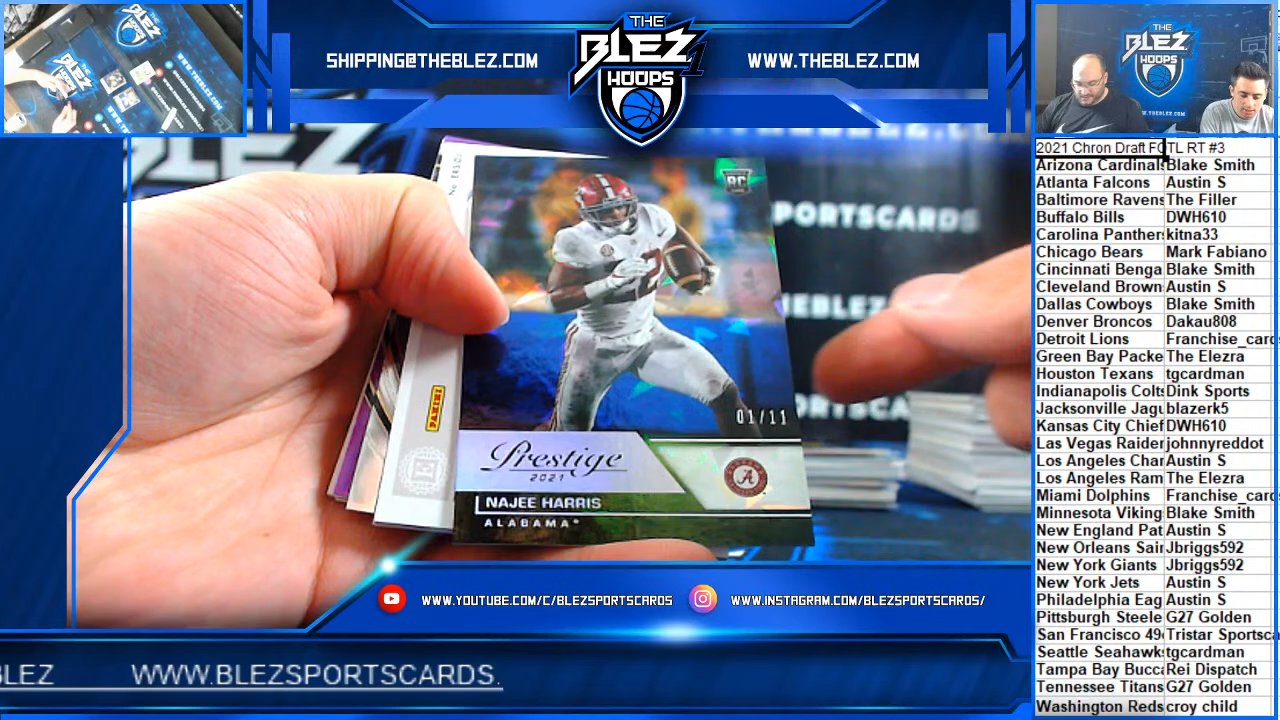 THE
BLEZ
HOOPS
SHIPPING@THEBLEZ.COM
WWW.THEBLEZ.COM
RC
22
01/11
PANINI
Prestige
2021
NAJEE HARRIS
ALABAMA
WWW.YOUTUBE.COM/C/BLEZSPORTSCARDS
WWW.INSTAGRAM.COM/BLEZSPORTSCARDS/
LEZ WWW.BLEZSPORTSCARDS.
2021 Chron Draft FOTL RT #3
Arizona Cardinals Blake Smith
Atlanta Falcons Austin S
Baltimore Ravens The Filler
Buffalo Bills DWH610
Carolina Panther kitna33
Chicago Bears Mark Fabiano
Cincinnati Benga Blake Smith
Cleveland Brown Austin S
Dallas Cowboys Blake Smith
Denver Broncos Dakau808
Detroit Lions Franchise_card
Green Bay Packe The Elezra
Houston Texans tgcardman
Indianapolis Colts Dink Sports
Jacksonville Jagu blazerk5
Kansas City Chief DWH610
Las Vegas Raider johnnyreddot
Los Angeles Char Austin S
Los Angeles Ram The Elezra
Miami Dolphins Franchise_card
Minnesota Viking Blake Smith
New England Pat Austin S
New Orleans Sain Jbriggs592
New York Giants Jbriggs592
New York Jets Austin S
Philadelphia Eag Austin S
Pittsburgh Steele G27 Golden
San Francisco 49 Tristar Sportsca
Seattle Seahawk tgcardman
Tampa Bay Bucca Rei Dispatch
Tennessee Titans G27 Golden
Washington Reds croy child